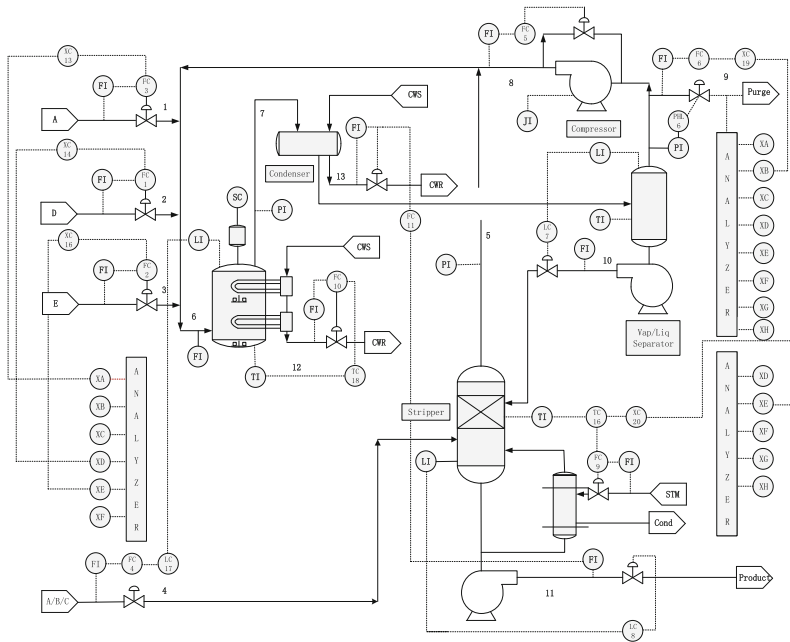 FI
FC
5
XC
13
FI
FC
3
1
A
8
FI
FC
6
XC
19
9
Purge
CWS
7
FI
JI
Compressor
PHL
6
PI
XC
14
FI
FC
1
2
D
Condenser
13
CWR
LI
A
N
A
L
Y
Z
E
R
XA
XB
XC
XD
XE
XF
XG
XH
SC
PI
FC
11
TI
XC
16
LI
FI
FC
2
3
E
CWS
5
PI
LC
7
FI
10
6
FI
FC
10
FI
CWR
Vap/Liq
Separator
TI
12
TC
18
A
N
A
L
Y
Z
E
R
XA
XB
XC
XD
XE
XF
Stripper
TI
TC
16
XC
20
A
N
A
L
Y
Z
E
R
XD
XE
XF
XG
XH
LI
FC
9
FI
STM
Cond
FI
FC
4
LC
17
4
A/B/C
FI
11
Product
LC
8